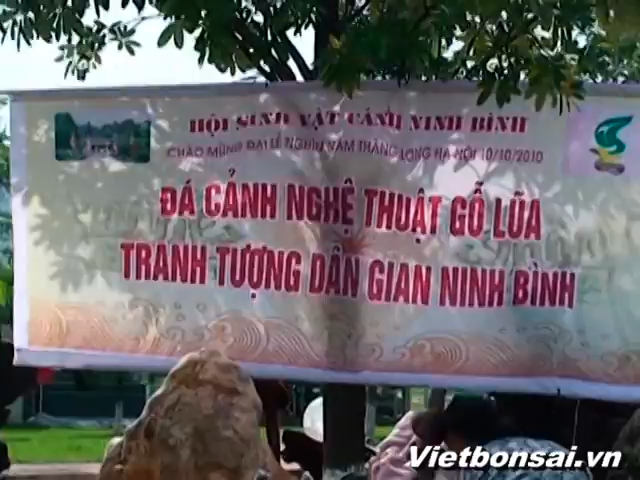 HỘI SINH VẬT CẢNH NINH BÌNH
CHÀO MỪNG ĐẠI LỄ NGHÌN NĂM THĂNG LONG HÀ NỘI 10/10/2010
ĐÁ CẢNH NGHỆ THUẬT GỖ LŨA
TRANH TƯỢNG DÂN GIAN NINH BÌNH
Vietbonsai.vn